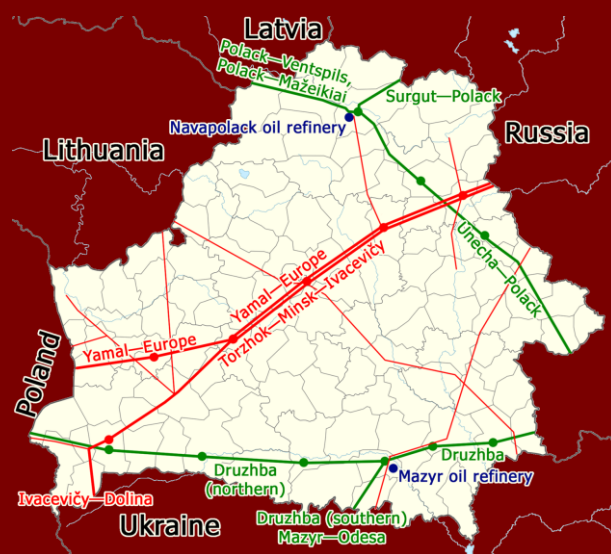 Latvia
Polack—Ventspils,
Polack—Mažeikiai
Surgut—Polack
Navapolack oil refinery
Russia
Lithuania
Unecha—Polack
Yamal—Europe
Torzhok—Minsk—Ivacevičy
Yamal—Europe
Poland
Druzhba
(northern)
Druzhba
Mazyr oil refinery
Ivacevičy—Dolina
Druzhba (southern)
Mazyr—Odesa
Ukraine